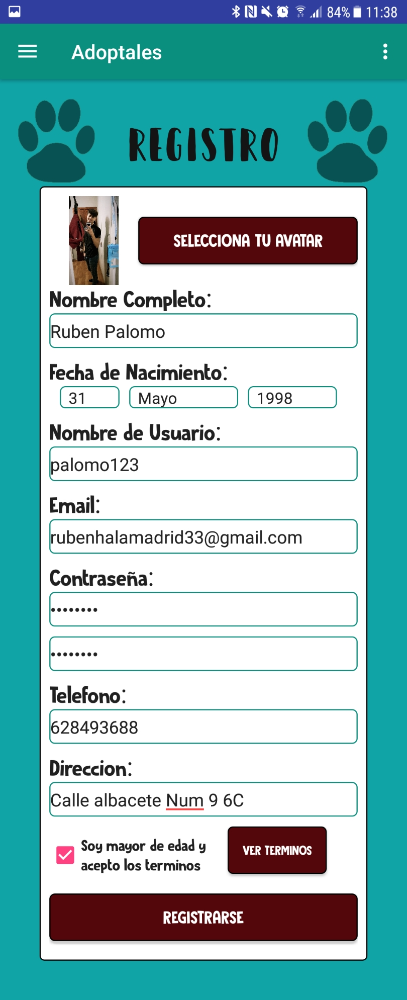 84% 11:38
Adoptales
REGISTRO
SELECCIONA TU AVATAR
Nombre Completo:
Ruben Palomo
Fecha de Nacimiento:
31 Mayo 1998
Nombre de Usuario:
palomo123
Email:
rubenhalamadrid33@gmail.com
Contraseña:
••••••••
••••••••
Telefono:
628493688
Direccion:
Calle albacete Num 9 6C
Soy mayor de edad y
acepto los terminos
VER TERMINOS
REGISTRARSE